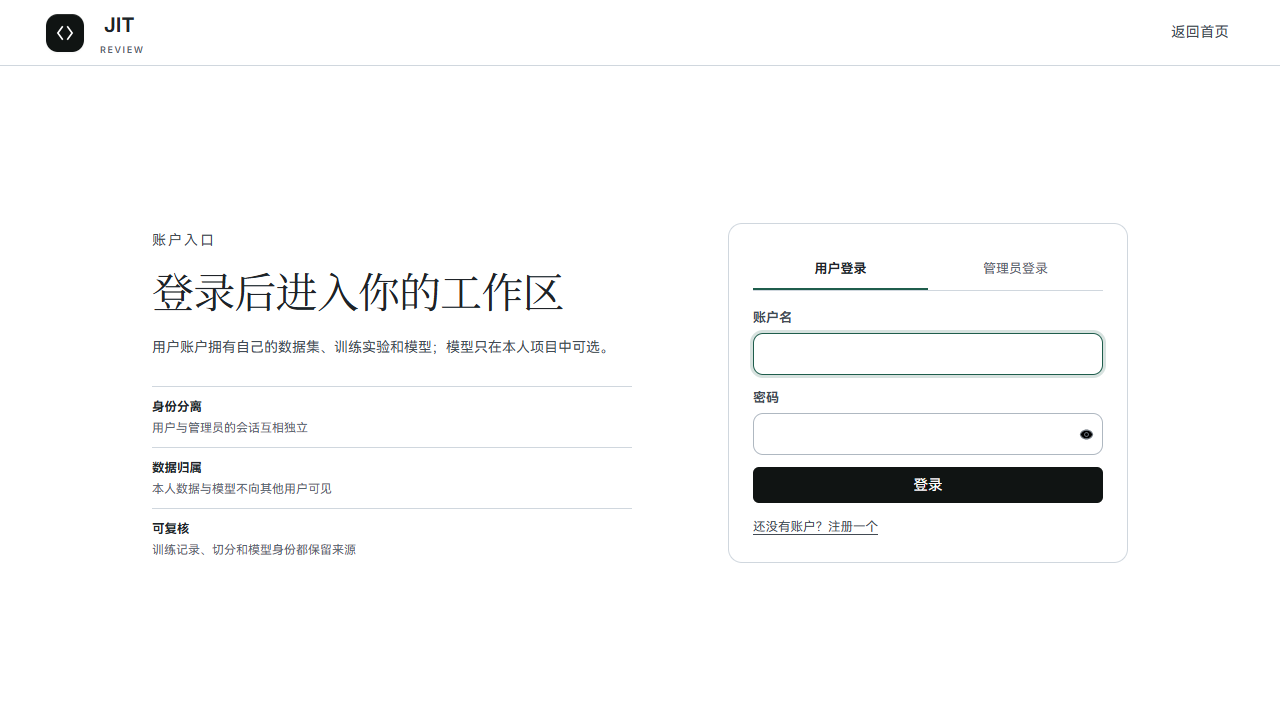 JIT
REVIEW
返回首页
账户入口
登录后进入你的工作区
用户账户拥有自己的数据集、训练实验和模型；模型只在本人项目中可选。
身份分离
用户与管理员的会话互相独立
数据归属
本人数据与模型不向其他用户可见
可复核
训练记录、切分和模型身份都保留来源
用户登录
管理员登录
账户名
密码
登录
还没有账户？注册一个